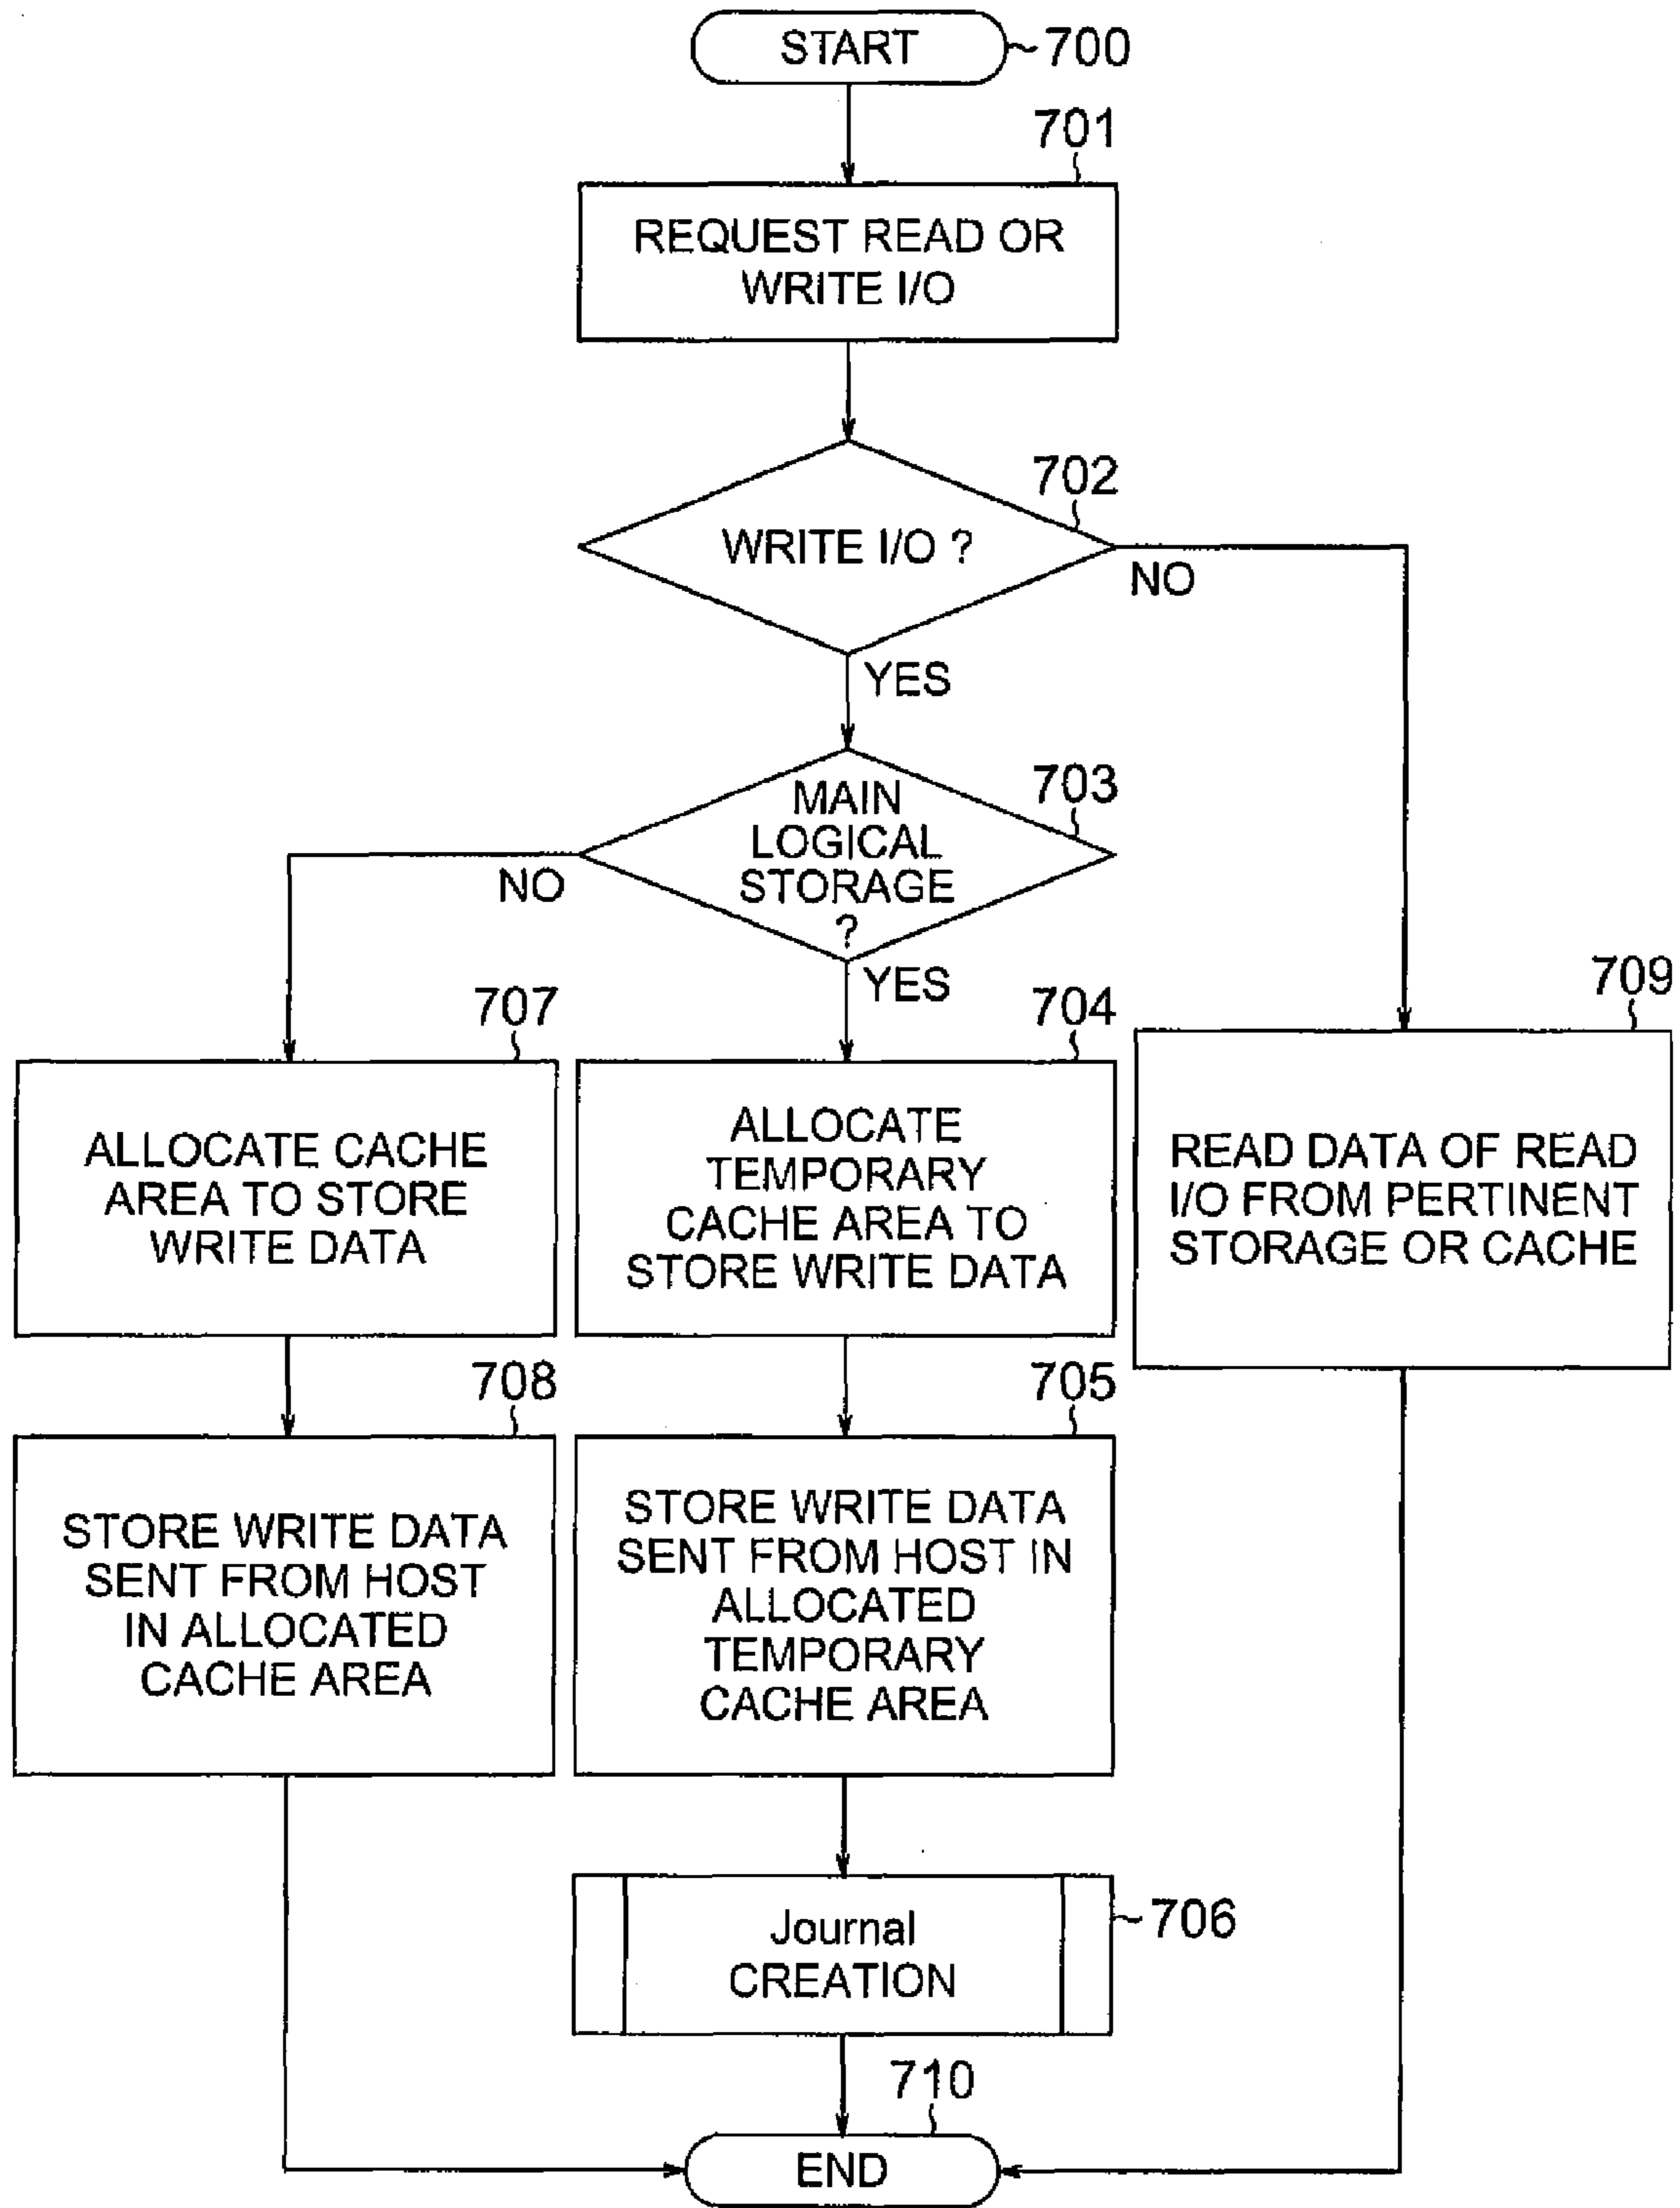 START
700
701
REQUEST READ OR
WRITE I/O
702
WRITE I/O ?
NO
YES
703
MAIN
LOGICAL
STORAGE
?
NO
YES
707
ALLOCATE CACHE
AREA TO STORE
WRITE DATA
704
ALLOCATE
TEMPORARY
CACHE AREA TO
STORE WRITE DATA
709
READ DATA OF READ
I/O FROM PERTINENT
STORAGE OR CACHE
708
STORE WRITE DATA
SENT FROM HOST
IN ALLOCATED
CACHE AREA
705
STORE WRITE DATA
SENT FROM HOST IN
ALLOCATED
TEMPORARY
CACHE AREA
Journal
CREATION
706
710
END